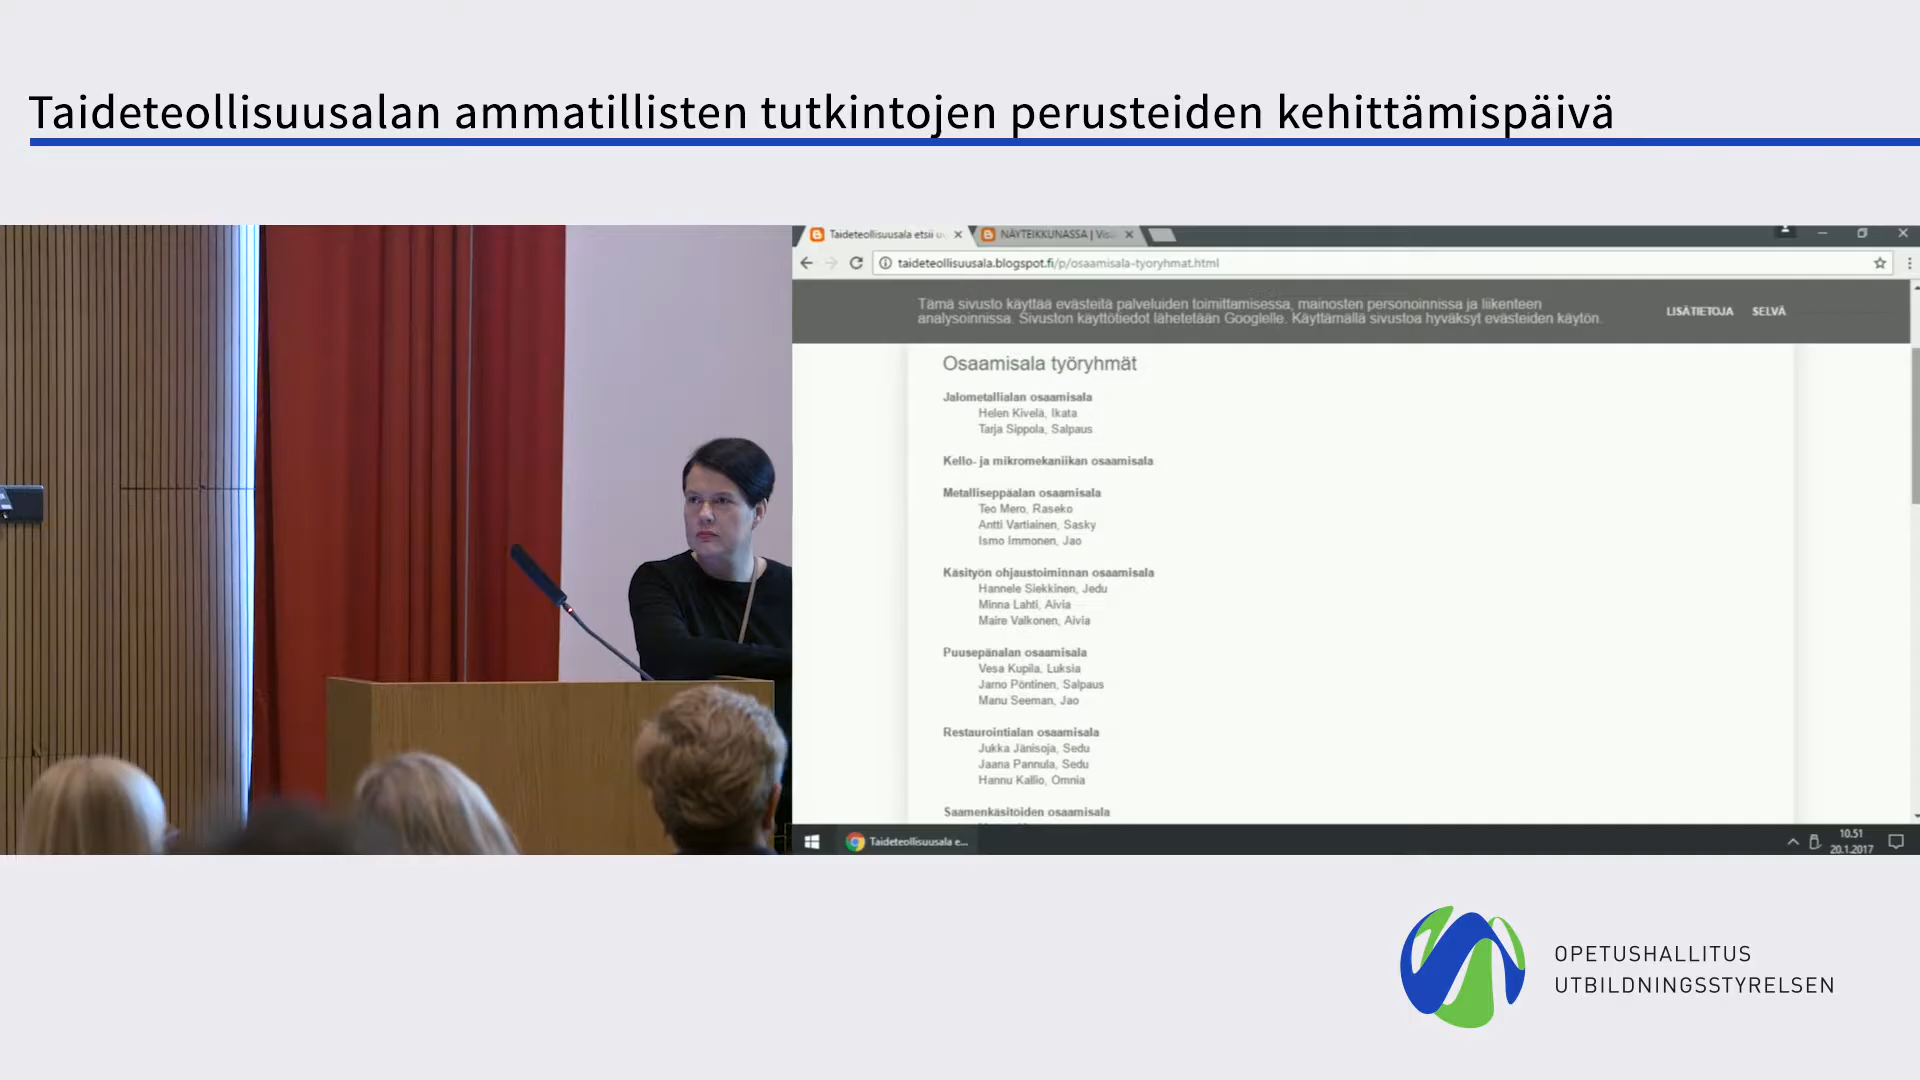 Taideteollisuusalan ammatillisten tutkintojen perusteiden kehittämispäivä
Taideteollisuusala etsii
NÄYTEIKKUNASSA |
taideteollisuusala.blogspot.fi/p/osaamisala-tyoryhmat.html
Tämä sivusto käyttää evästeitä palveluiden toimittamisessa, mainosten personoinnissa ja liikenteen
analysoinnissa. Sivuston käyttötiedot lähetetään Googlelle. Käyttämällä sivustoa hyväksyt evästeiden käytön.
LISÄTIETOJA SELVÄ
Osaamisala työryhmät
Jalometallialan osaamisala
Helen Kivelä, Ikata
Tarja Sippola, Salpaus
Kello- ja mikromekaniikan osaamisala
Metalliseppäalan osaamisala
Teo Mero, Raseko
Antti Vartiainen, Sasky
Ismo Immonen, Jao
Käsityön ohjaustoiminnan osaamisala
Hannele Siekkinen, Jedu
Minna Lahti, Aivia
Maire Valkonen, Aivia
Puusepänalan osaamisala
Vesa Kupila, Luksia
Jarno Pöntinen, Salpaus
Manu Seeman, Jao
Restaurointialan osaamisala
Jukka Jänisoja, Sedu
Jaana Pannula, Sedu
Hannu Kallio, Omnia
Saamenkäsitöiden osaamisala
Taideteollisuusala e...
10.51
20.1.2017
OPETUSHALLITUS
UTBILDNINGSSTYRELSEN